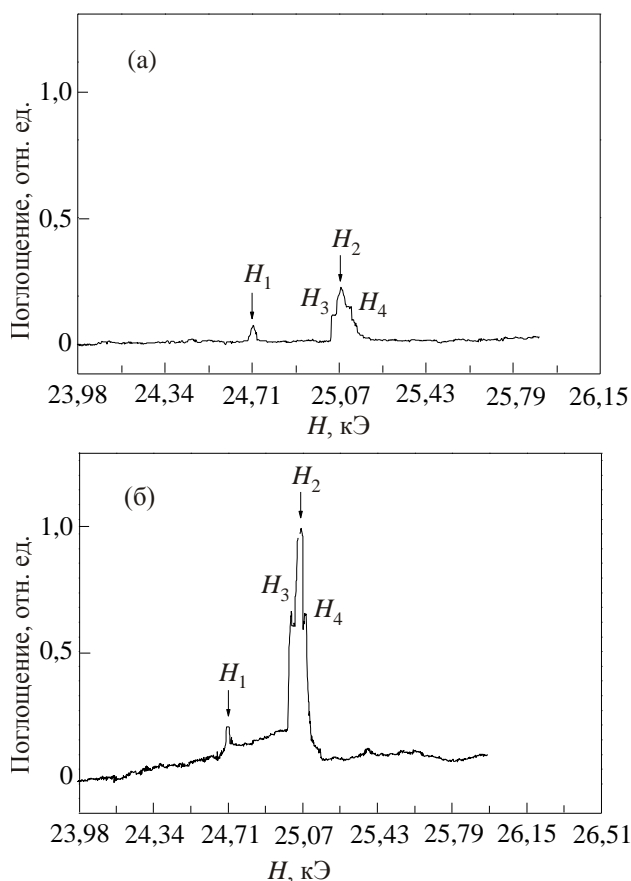 (а)
Поглощение, отн. ед.
1,0
0,5
0
H1
H2
H3
H4
23,98 24,34 24,71 25,07 25,43 25,79 26,15
H, кЭ
(б)
Поглощение, отн. ед.
1,0
0,5
0
H2
H3
H4
H1
23,98 24,34 24,71 25,07 25,43 25,79 26,15 26,51
H, кЭ